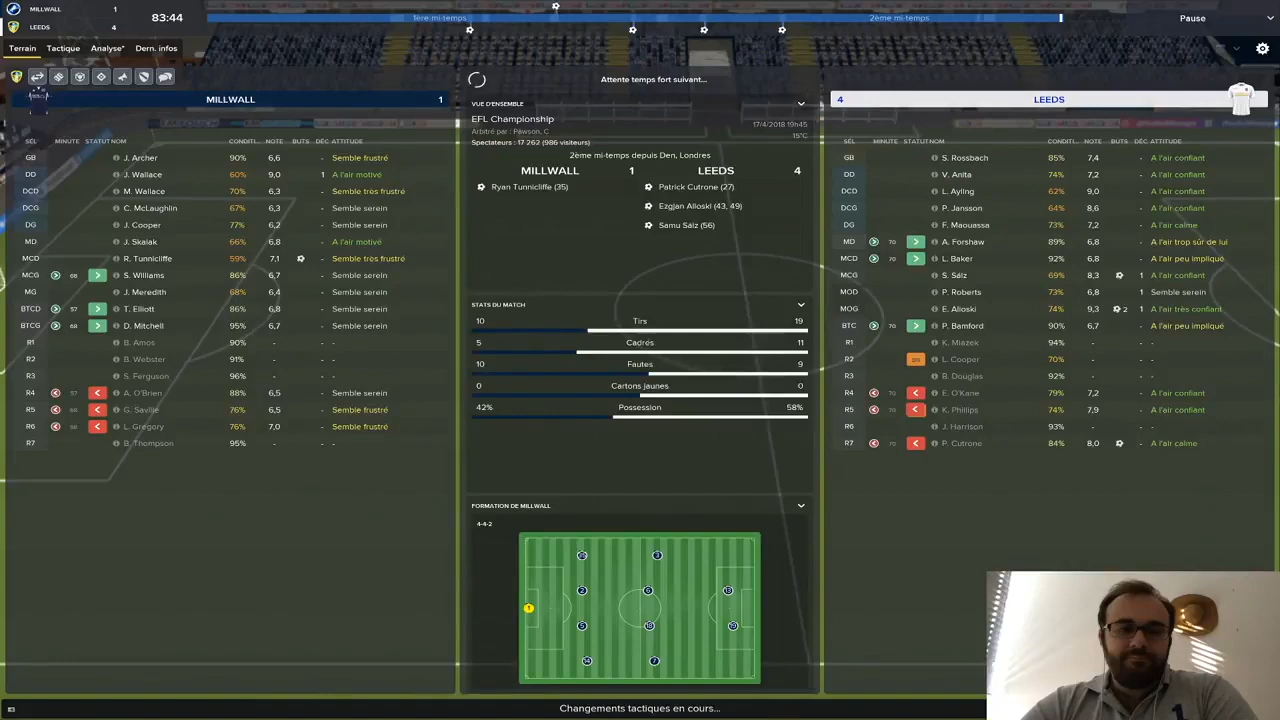 MILLWALL 1
LEEDS 4
83:44
1ère mi-temps
2ème mi-temps
Pause
Terrain Tactique Analyse* Dern. infos
MILLWALL 1
SÉL MINUTE STATUT NOM CONDITI... NOTE BUTS DÉC ATTITUDE
GB J. Archer 90% 6,6 - Semble frustré
DD J. Wallace 60% 9,0 1 A l'air motivé
DCD M. Wallace 70% 6,3 - Semble très frustré
DCG C. McLaughlin 67% 6,3 - Semble serein
DG J. Cooper 77% 6,2 - Semble serein
MD J. Skalak 66% 6,8 - A l'air motivé
MCD R. Tunnicliffe 59% 7,1 - Semble très frustré
MCG 68 S. Williams 86% 6,7 - Semble serein
MG J. Meredith 68% 6,4 - Semble serein
BTCD 57 T. Elliott 86% 6,8 - Semble serein
BTCG 68 D. Mitchell 95% 6,7 - Semble serein
R1 B. Amos 90% - - -
R2 B. Webster 91% - - -
R3 S. Ferguson 96% - - -
R4 57 A. O'Brien 88% 6,5 - Semble serein
R5 G. Saville 76% 6,5 - Semble frustré
R6 L. Gregory 76% 7,0 - Semble frustré
R7 B. Thompson 95% - - -
Attente temps fort suivant...
VUE D'ENSEMBLE
EFL Championship
17/4/2018 19h45
Arbitré par : Pawson, C
15°C
Spectateurs : 17 262 (986 visiteurs)
2ème mi-temps depuis Den, Londres
MILLWALL 1 LEEDS 4
Ryan Tunnicliffe (35) Patrick Cutrone (27)
Ezgjan Alioski (43, 49)
Samu Sáiz (56)
STATS DU MATCH
10 Tirs 19
5 Cadrés 11
10 Fautes 9
0 Cartons jaunes 0
42% Possession 58%
FORMATION DE MILLWALL
4-4-2
4 LEEDS
SÉL MINUTE STATUT NOM CONDITI... NOTE BUTS DÉC ATTITUDE
GB S. Rossbach 85% 7,4 - A l'air confiant
DD V. Anita 74% 7,2 - A l'air confiant
DCD L. Ayling 62% 9,0 - A l'air confiant
DCG P. Jansson 64% 8,6 - A l'air confiant
DG F. Maouassa 73% 7,2 - A l'air calme
MD 70 A. Forshaw 89% 6,8 - A l'air trop sûr de lui
MCD 70 L. Baker 92% 6,8 - A l'air peu impliqué
MCG S. Sáiz 69% 8,3 1 A l'air confiant
MOD P. Roberts 73% 6,8 1 Semble serein
MOG E. Alioski 74% 9,3 2 1 A l'air très confiant
BTC 70 P. Bamford 90% 6,7 - A l'air peu impliqué
R1 K. Miazek 94% - - -
R2 L. Cooper 70% - - -
R3 B. Douglas 92% - - -
R4 70 E. O'Kane 79% 7,2 - A l'air confiant
R5 70 K. Phillips 74% 7,9 - A l'air confiant
R6 J. Harrison 93% - - -
R7 70 P. Cutrone 84% 8,0 - A l'air calme
Changements tactiques en cours...